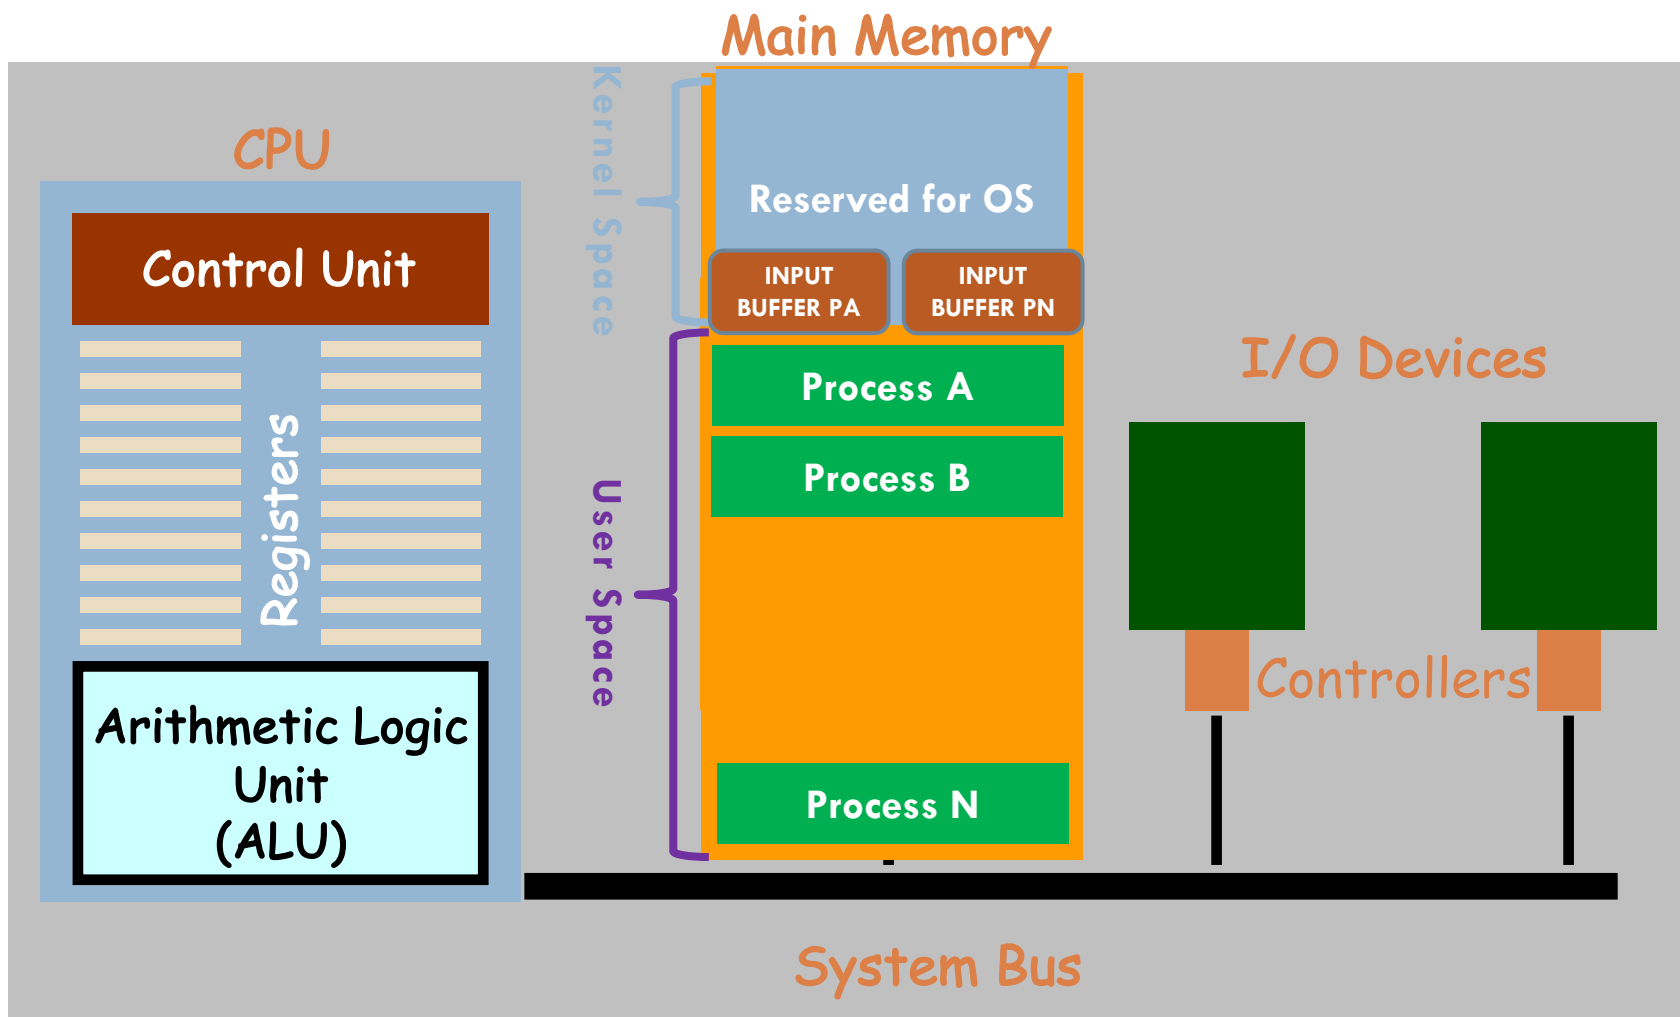 Main Memory
Kernel Space
CPU
Reserved for OS
Control Unit
INPUT
BUFFER PA
INPUT
BUFFER PN
I/O Devices
Process A
Registers
Process B
User Space
Controllers
Arithmetic Logic
Unit
(ALU)
Process N
System Bus